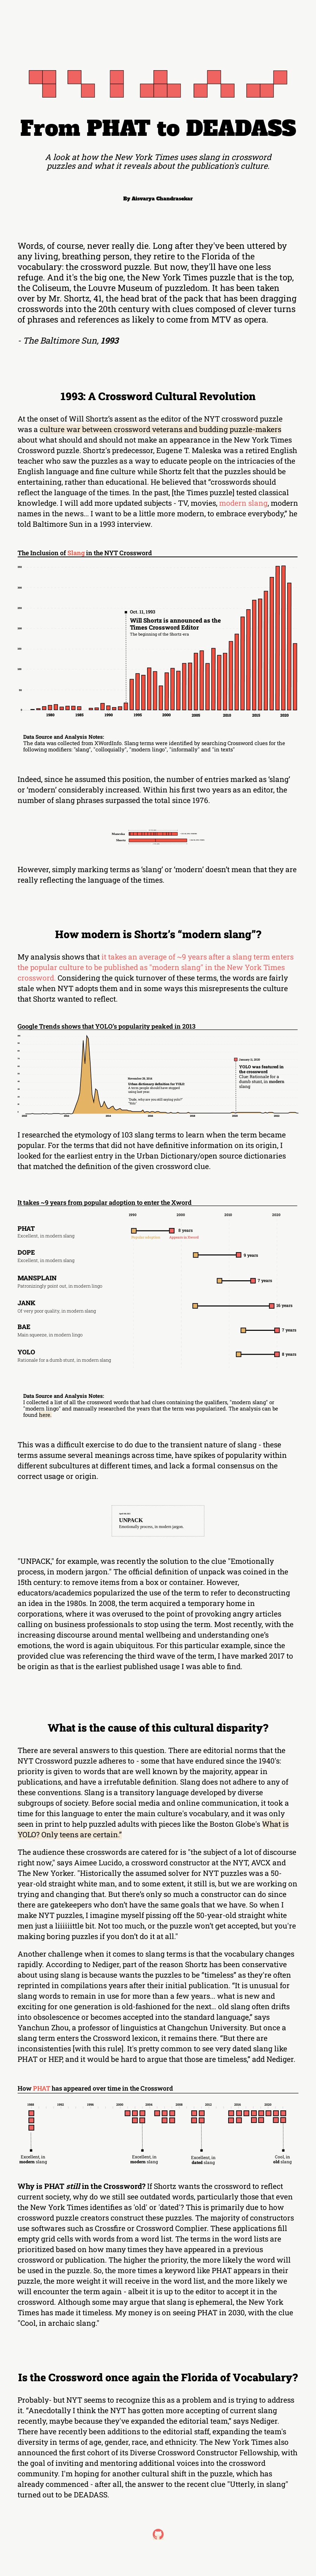 From PHAT to DEADASS
A look at how the New York Times uses slang in crossword
puzzles and what it reveals about the publication's culture.
By Aisvarya Chandrasekar
Words, of course, never really die. Long after they've been uttered by
any living, breathing person, they retire to the Florida of the
vocabulary: the crossword puzzle. But now, they'll have one less
refuge. And it's the big one, the New York Times puzzle that is the top,
the Coliseum, the Louvre Museum of puzzledom. It has been taken
over by Mr. Shortz, 41, the head brat of the pack that has been dragging
crosswords into the 20th century with clues composed of clever turns
of phrases and references as likely to come from MTV as opera.
- The Baltimore Sun, 1993
1993: A Crossword Cultural Revolution
At the onset of Will Shortz's assent as the editor of the NYT crossword puzzle
was a culture war between crossword veterans and budding puzzle-makers
about what should and should not make an appearance in the New York Times
Crossword puzzle. Shortz's predecessor, Eugene T. Maleska was a retired English
teacher who saw the puzzles as a way to educate people on the intricacies of the
English language and fine culture while Shortz felt that the puzzles should be
entertaining, rather than educational. He believed that "crosswords should
reflect the language of the times. In the past, [the Times puzzle] tested classical
knowledge. I will add more updated subjects - TV, movies, modern slang, modern
names in the news... I want to be a little more modern, to embrace everybody," he
told Baltimore Sun in a 1993 interview.
The Inclusion of Slang in the NYT Crossword
Oct. 11, 1993
Will Shortz is announced as the
Times Crossword Editor
The beginning of the Shortz era
1980 1985 1990 1995 2000 2005 2010 2015 2020
Data Source and Analysis Notes:
The data was collected from XWordInfo. Slang terms were identified by searching Crossword clues for the
following modifiers: "slang", "colloquially", "modern lingo", "informally" and "in texts"
Indeed, since he assumed this position, the number of entries marked as 'slang'
or 'modern' considerably increased. Within his first two years as an editor, the
number of slang phrases surpassed the total since 1976.
Maleska
Shortz
However, simply marking terms as 'slang' or 'modern' doesn't mean that they are
really reflecting the language of the times.
How modern is Shortz's "modern slang"?
My analysis shows that it takes an average of ~9 years after a slang term enters
the popular culture to be published as "modern slang" in the New York Times
crossword. Considering the quick turnover of these terms, the words are fairly
stale when NYT adopts them and in some ways this misrepresents the culture
that Shortz wanted to reflect.
Google Trends shows that YOLO's popularity peaked in 2013
Urban dictionary definition for YOLO
YOLO was featured in
the crossword
Clue: Rationale for a
dumb stunt, in modern
slang
I researched the etymology of 103 slang terms to learn when the term became
popular. For the terms that did not have definitive information on its origin, I
looked for the earliest entry in the Urban Dictionary/open source dictionaries
that matched the definition of the given crossword clue.
It takes ~9 years from popular adoption to enter the Xword
1990 2000 2010 2020
PHAT
Excellent, in modern slang
8 years
Popular adoption Appears in Xword
DOPE
Excellent, in modern slang
9 years
MANSPLAIN
Patronizingly point out, in modern lingo
7 years
JANK
Of very poor quality, in modern slang
16 years
BAE
Main squeeze, in modern lingo
7 years
YOLO
Rationale for a dumb stunt, in modern slang
8 years
Data Source and Analysis Notes:
I collected a list of all the crossword words that had clues containing the qualifiers, "modern slang" or
"modern lingo" and manually researched the years that the term was popularized. The analysis can be
found here.
This was a difficult exercise to do due to the transient nature of slang - these
terms assume several meanings across time, have spikes of popularity within
different subcultures at different times, and lack a formal consensus on the
correct usage or origin.
UNPACK
Emotionally process, in modern jargon.
"UNPACK," for example, was recently the solution to the clue "Emotionally
process, in modern jargon." The official definition of unpack was coined in the
15th century: to remove items from a box or container. However,
educators/academics popularized the use of the term to refer to deconstructing
an idea in the 1980s. In 2008, the term acquired a temporary home in
corporations, where it was overused to the point of provoking angry articles
calling on business professionals to stop using the term. Most recently, with the
increasing discourse around mental wellbeing and understanding one's
emotions, the word is again ubiquitous. For this particular example, since the
provided clue was referencing the third wave of the term, I have marked 2017 to
be origin as that is the earliest published usage I was able to find.
What is the cause of this cultural disparity?
There are several answers to this question. There are editorial norms that the
NYT Crossword puzzle adheres to - some that have endured since the 1940's:
priority is given to words that are well known by the majority, appear in
publications, and have a irrefutable definition. Slang does not adhere to any of
these conventions. Slang is a transitory language developed by diverse
subgroups of society. Before social media and online communication, it took a
time for this language to enter the main culture's vocabulary, and it was only
seen in print to help puzzled adults with pieces like the Boston Globe's What is
YOLO? Only teens are certain."
The audience these crosswords are catered for is "the subject of a lot of discourse
right now," says Aimee Lucido, a crossword constructor at the NYT, AVCX and
The New Yorker. "Historically the assumed solver for NYT puzzles was a 50-
year-old straight white man, and to some extent, it still is, but we are working on
trying and changing that. But there's only so much a constructor can do since
there are gatekeepers who don't have the same goals that we have. So when I
make NYT puzzles, I imagine myself pissing off the 50-year-old straight white
men just a liiiiiittle bit. Not too much, or the puzzle won't get accepted, but you're
making boring puzzles if you don't do it at all."
Another challenge when it comes to slang terms is that the vocabulary changes
rapidly. According to Nediger, part of the reason Shortz has been conservative
about using slang is because wants the puzzles to be "timeless" as they're often
reprinted in compilations years after their initial publication. "It is unusual for
slang words to remain in use for more than a few years... what is new and
exciting for one generation is old-fashioned for the next... old slang often drifts
into obsolescence or becomes accepted into the standard language," says
Yanchun Zhou, a professor of linguistics at Changchun University. But once a
slang term enters the Crossword lexicon, it remains there. "But there are
inconsistencies [with this rule]. It's pretty common to see very dated slang like
PHAT or HEP, and it would be hard to argue that those are timeless," add Nediger.
How PHAT has appeared over time in the Crossword
1988 1992 1996 2000 2004 2008 2012 2016 2020
Excellent, in
modern slang
Excellent, in
modern slang
Excellent, in
dated slang
Cool, in
old slang
Why is PHAT still in the Crossword? If Shortz wants the crossword to reflect
current society, why do we still see outdated words, particularly those that even
the New York Times identifies as 'old' or 'dated'? This is primarily due to how
crossword puzzle creators construct their puzzles. The majority of constructors
use softwares such as Crossfire or Crossword Complier. These applications fill
empty grid cells with words from a word list. The terms in the word lists are
prioritized based on how many times they have appeared in a previous
crossword or publication. The higher the priority, the more likely the word will
be used in the puzzle. So, the more times a keyword like PHAT appears in their
puzzle, the more weight it will receive in the word list, and the more likely we
will encounter the term again - albeit it is up to the editor to accept it in the
crossword. Although some may argue that slang is ephemeral, the New York
Times has made it timeless. My money is on seeing PHAT in 2030, with the clue
"Cool, in archaic slang."
Is the Crossword once again the Florida of Vocabulary?
Probably- but NYT seems to recognize this as a problem and is trying to address
it. "Anecdotally I think the NYT has gotten more accepting of current slang
recently, maybe because they've expanded the editorial team," says Nediger.
There have recently been additions to the editorial staff, expanding the team's
diversity in terms of age, gender, race, and ethnicity. The New York Times also
announced the first cohort of its Diverse Crossword Constructor Fellowship, with
the goal of inviting and mentoring additional voices into the crossword
community. I'm hoping for another cultural shift in the puzzle, which has
already commenced - after all, the answer to the recent clue "Utterly, in slang"
turned out to be DEADASS.